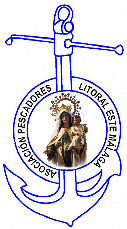 ASOCIACIÓN PESCADORES
LITORAL ESTE MÁLAGA